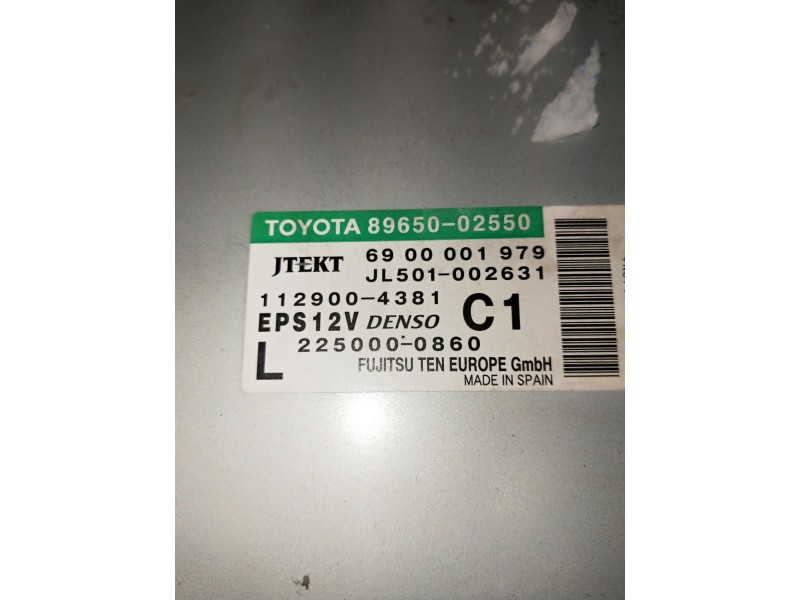 TOYOTA 89650-02550
JTEKT 69 00 001 979
JL501-002631
112900-4381
EPS12V DENSO C1
L 225000-0860
FUJITSU TEN EUROPE GmbH
MADE IN SPAIN